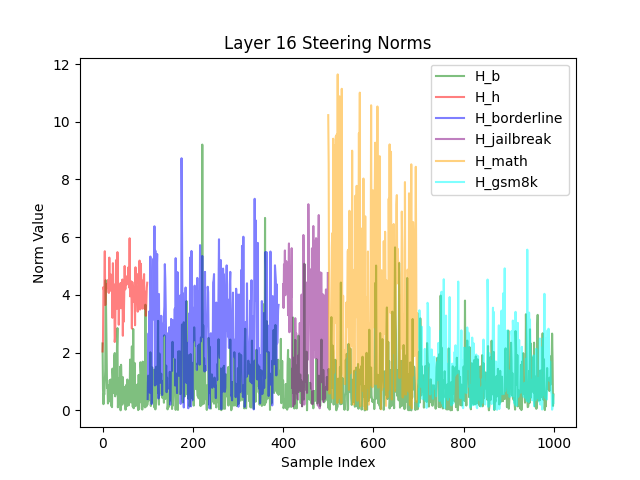 Layer 16 Steering Norms
12
10
8
6
4
2
0
Norm Value
H_b
H_h
H_borderline
H_jailbreak
H_math
H_gsm8k
0
200
400
600
800
1000
Sample Index